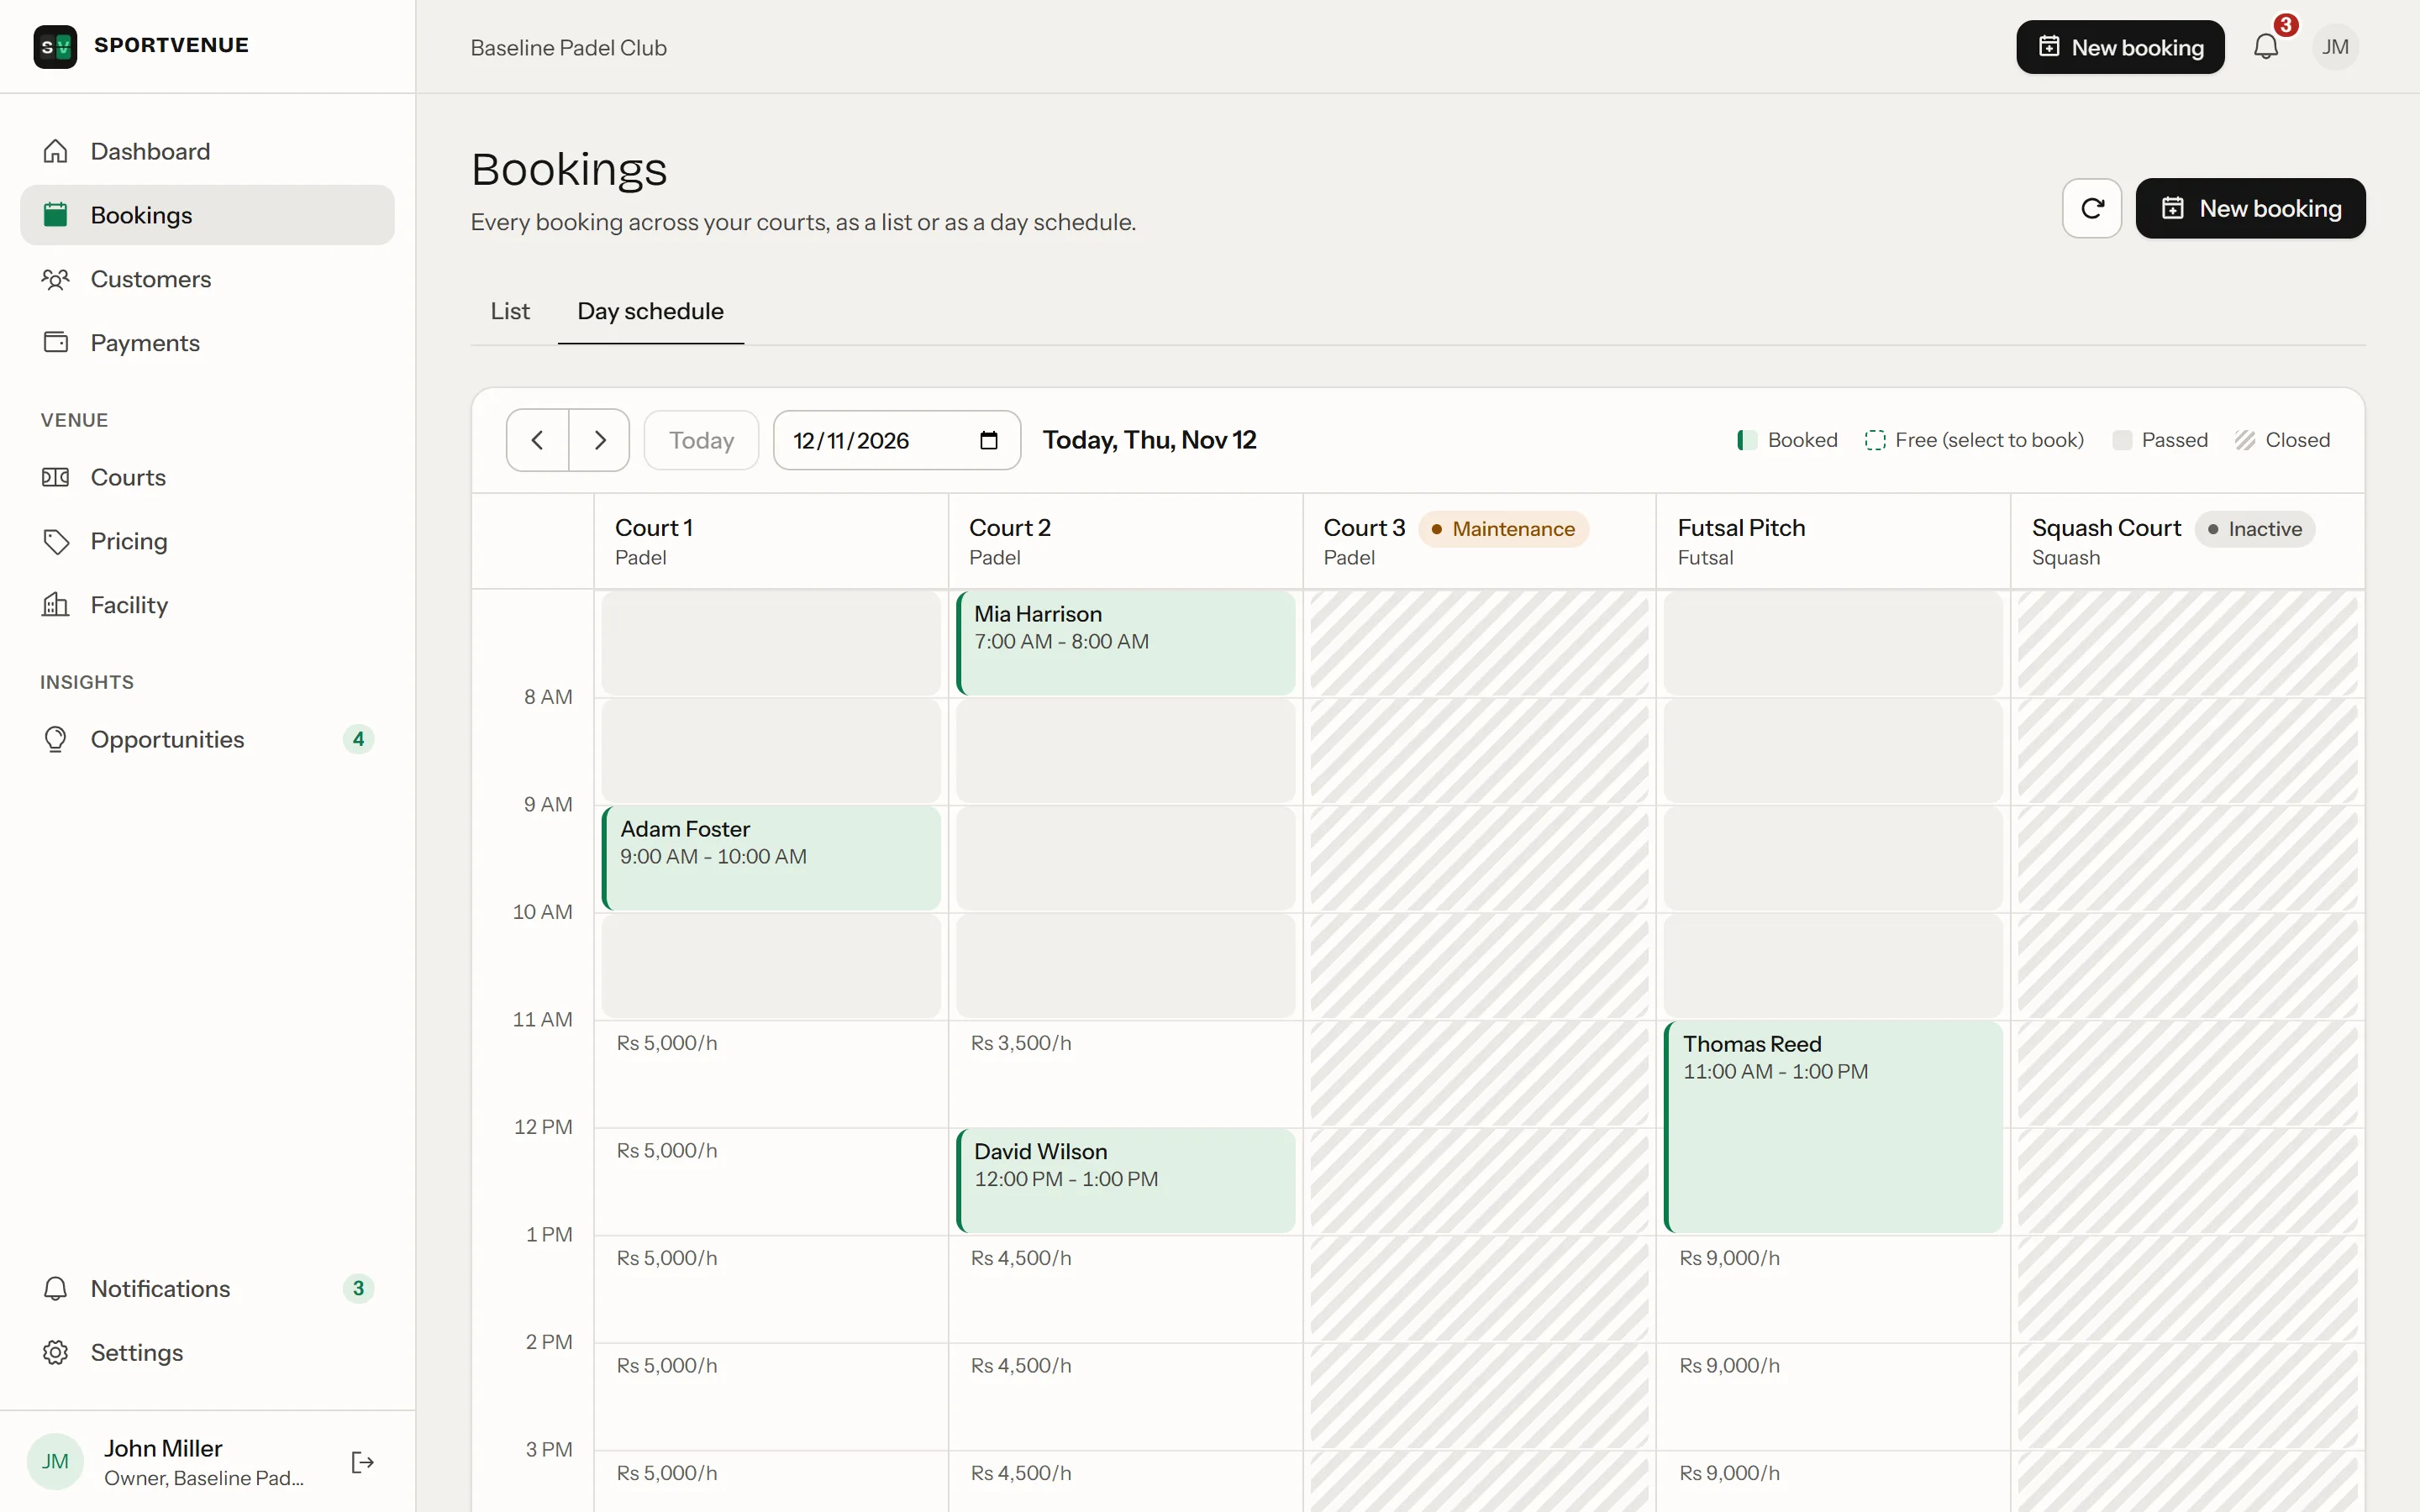 SV SPORTVENUE
Baseline Padel Club
New booking
3
JM
Dashboard
Bookings
Customers
Payments
VENUE
Courts
Pricing
Facility
INSIGHTS
Opportunities 4
Notifications 3
Settings
JM
John Miller
Owner, Baseline Pad...
Bookings
Every booking across your courts, as a list or as a day schedule.
New booking
List
Day schedule
Today
12/11/2026
Today, Thu, Nov 12
Booked
Free (select to book)
Passed
Closed
Court 1
Padel
Court 2
Padel
Court 3 Maintenance
Padel
Futsal Pitch
Futsal
Squash Court Inactive
Squash
Mia Harrison
7:00 AM - 8:00 AM
8 AM
9 AM
Adam Foster
9:00 AM - 10:00 AM
10 AM
11 AM
Rs 5,000/h
Rs 3,500/h
Thomas Reed
11:00 AM - 1:00 PM
12 PM
Rs 5,000/h
David Wilson
12:00 PM - 1:00 PM
1 PM
Rs 5,000/h
Rs 4,500/h
Rs 9,000/h
2 PM
Rs 5,000/h
Rs 4,500/h
Rs 9,000/h
3 PM
Rs 5,000/h
Rs 4,500/h
Rs 9,000/h